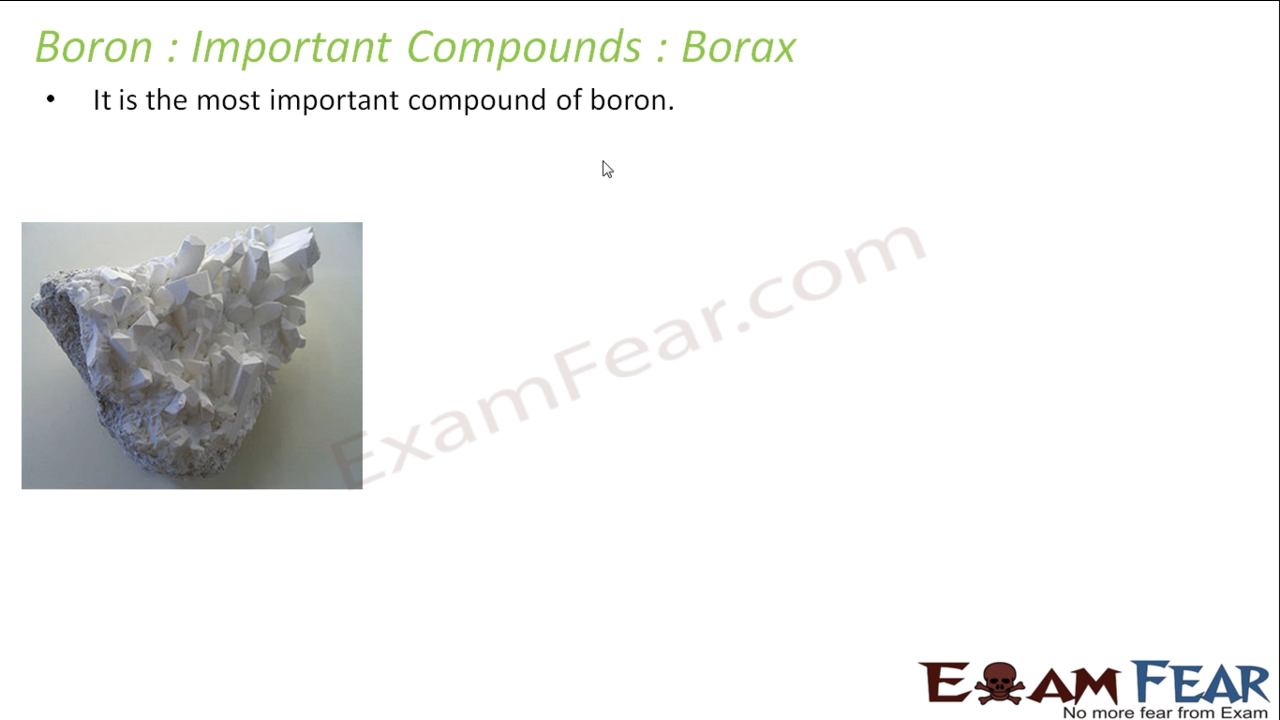 Boron : Important Compounds : Borax
• It is the most important compound of boron.
ExamFear.com
EXAM FEAR
No more fear from Exam